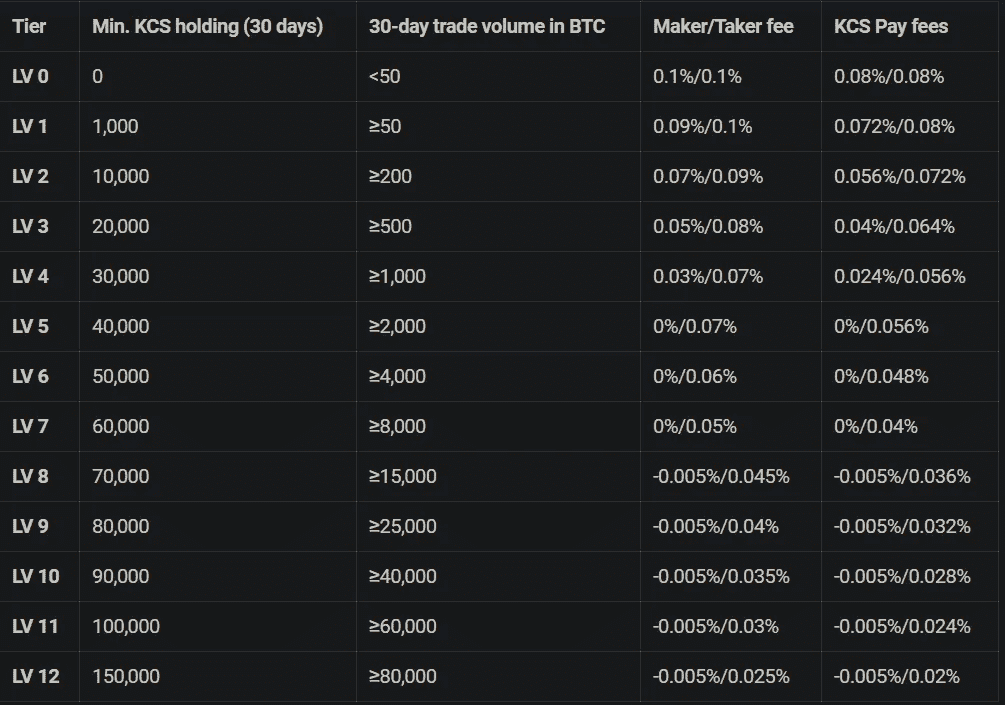 Tier Min. KCS holding (30 days) 30-day trade volume in BTC Maker/Taker fee KCS Pay fees
LV 0 0 <50 0.1%/0.1% 0.08%/0.08%
LV 1 1,000 ≥50 0.09%/0.1% 0.072%/0.08%
LV 2 10,000 ≥200 0.07%/0.09% 0.056%/0.072%
LV 3 20,000 ≥500 0.05%/0.08% 0.04%/0.064%
LV 4 30,000 ≥1,000 0.03%/0.07% 0.024%/0.056%
LV 5 40,000 ≥2,000 0%/0.07% 0%/0.056%
LV 6 50,000 ≥4,000 0%/0.06% 0%/0.048%
LV 7 60,000 ≥8,000 0%/0.05% 0%/0.04%
LV 8 70,000 ≥15,000 -0.005%/0.045% -0.005%/0.036%
LV 9 80,000 ≥25,000 -0.005%/0.04% -0.005%/0.032%
LV 10 90,000 ≥40,000 -0.005%/0.035% -0.005%/0.028%
LV 11 100,000 ≥60,000 -0.005%/0.03% -0.005%/0.024%
LV 12 150,000 ≥80,000 -0.005%/0.025% -0.005%/0.02%